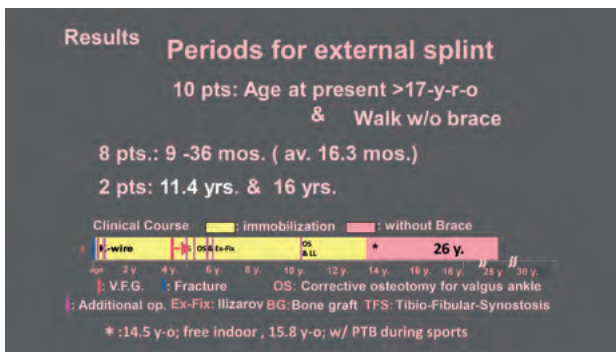 Results
Periods for external splint
10 pts: Age at present >17-y-r-o
& Walk w/o brace
8 pts.: 9 -36 mos. ( av. 16.3 mos.)
2 pts: 11.4 yrs. & 16 yrs.
Clinical Course : immobilization : without Brace
K-wire OS & Ex-Fix OS & LL * 26 y.
age 2 y. 4 y. 5 y. 6 y. 8 y. 10 y. 12 y. 14 y. 16 y. 18 y. 25 y 30 y.
: V.F.G. : Fracture OS: Corrective osteotomy for valgus ankle
: Additional op. Ex-Fix: Ilizarov BG:Bone graft TFS: Tibio-Fibular-Synostosis
* :14.5 y-o; free indoor , 15.8 y-o; w/ PTB during sports